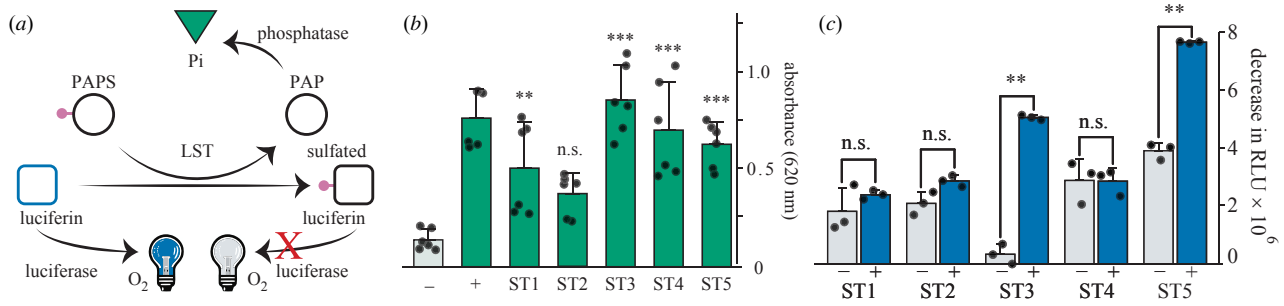 (a)
phosphatase
Pi
PAPS
PAP
LST
sulfated
luciferin
luciferin
X
luciferase
O2
O2
luciferase
(b)
***
***
***
**
n.s.
1.0
0.5
0
absorbance (620 nm)
– + ST1 ST2 ST3 ST4 ST5
(c)
**
**
n.s.
n.s.
n.s.
8
6
4
2
0
decrease in RLU × 10^6
– + – + – + – + – +
ST1 ST2 ST3 ST4 ST5